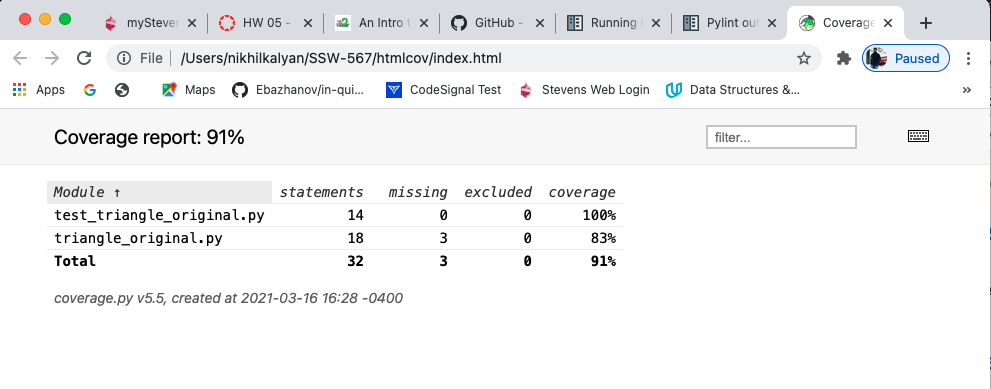 mySteven
HW 05 -
An Intro t
GitHub -
Running
Pylint out
Coverage
File | /Users/nikhilkalyan/SSW-567/htmlcov/index.html
Paused
Apps
Maps
Ebazhanov/in-qui...
CodeSignal Test
Stevens Web Login
Data Structures &...
»
Coverage report: 91%
filter...
Module ↑ statements missing excluded coverage
test_triangle_original.py 14 0 0 100%
triangle_original.py 18 3 0 83%
Total 32 3 0 91%
coverage.py v5.5, created at 2021-03-16 16:28 -0400